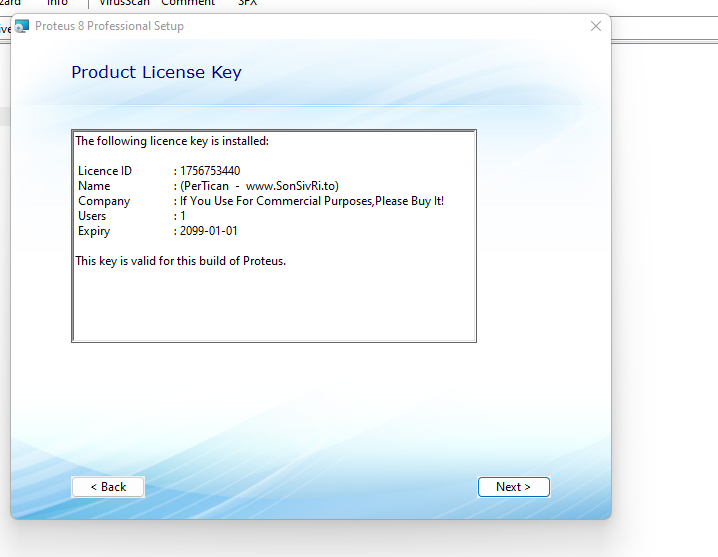 Info VirusScan Comment SFX
Proteus 8 Professional Setup
Product License Key
The following licence key is installed:
Licence ID : 1756753440
Name : (PerTican - www.SonSivRi.to)
Company : If You Use For Commercial Purposes,Please Buy It!
Users : 1
Expiry : 2099-01-01
This key is valid for this build of Proteus.
< Back Next >